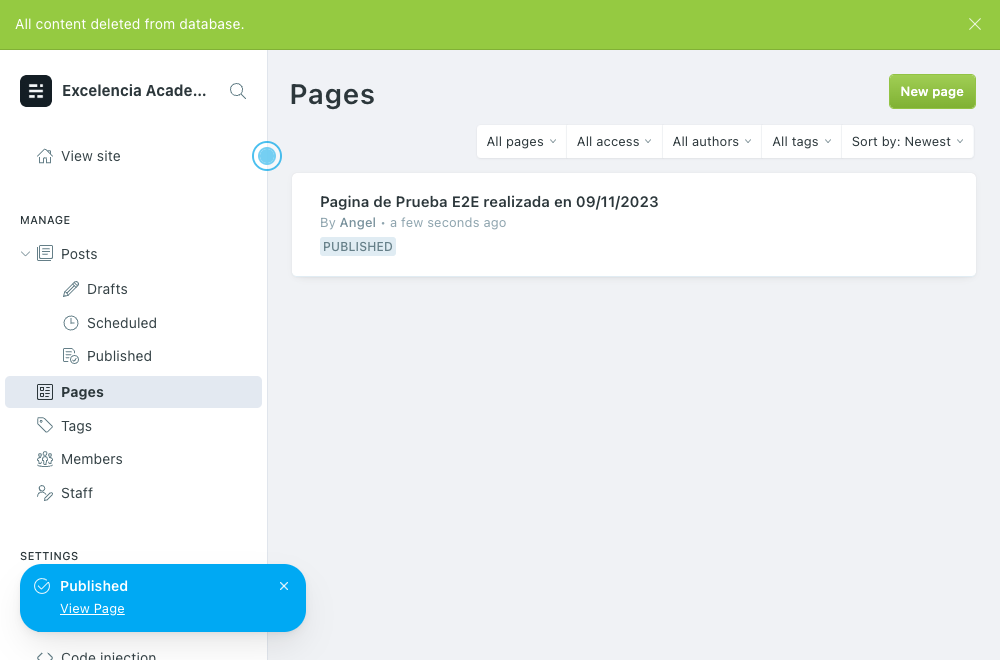 All content deleted from database.
Excelencia Acade...
View site
MANAGE
Posts
Drafts
Scheduled
Published
Pages
Tags
Members
Staff
SETTINGS
Published
View Page
Code injection
Pages
New page
All pages
All access
All authors
All tags
Sort by: Newest
Pagina de Prueba E2E realizada en 09/11/2023
By Angel • a few seconds ago
PUBLISHED